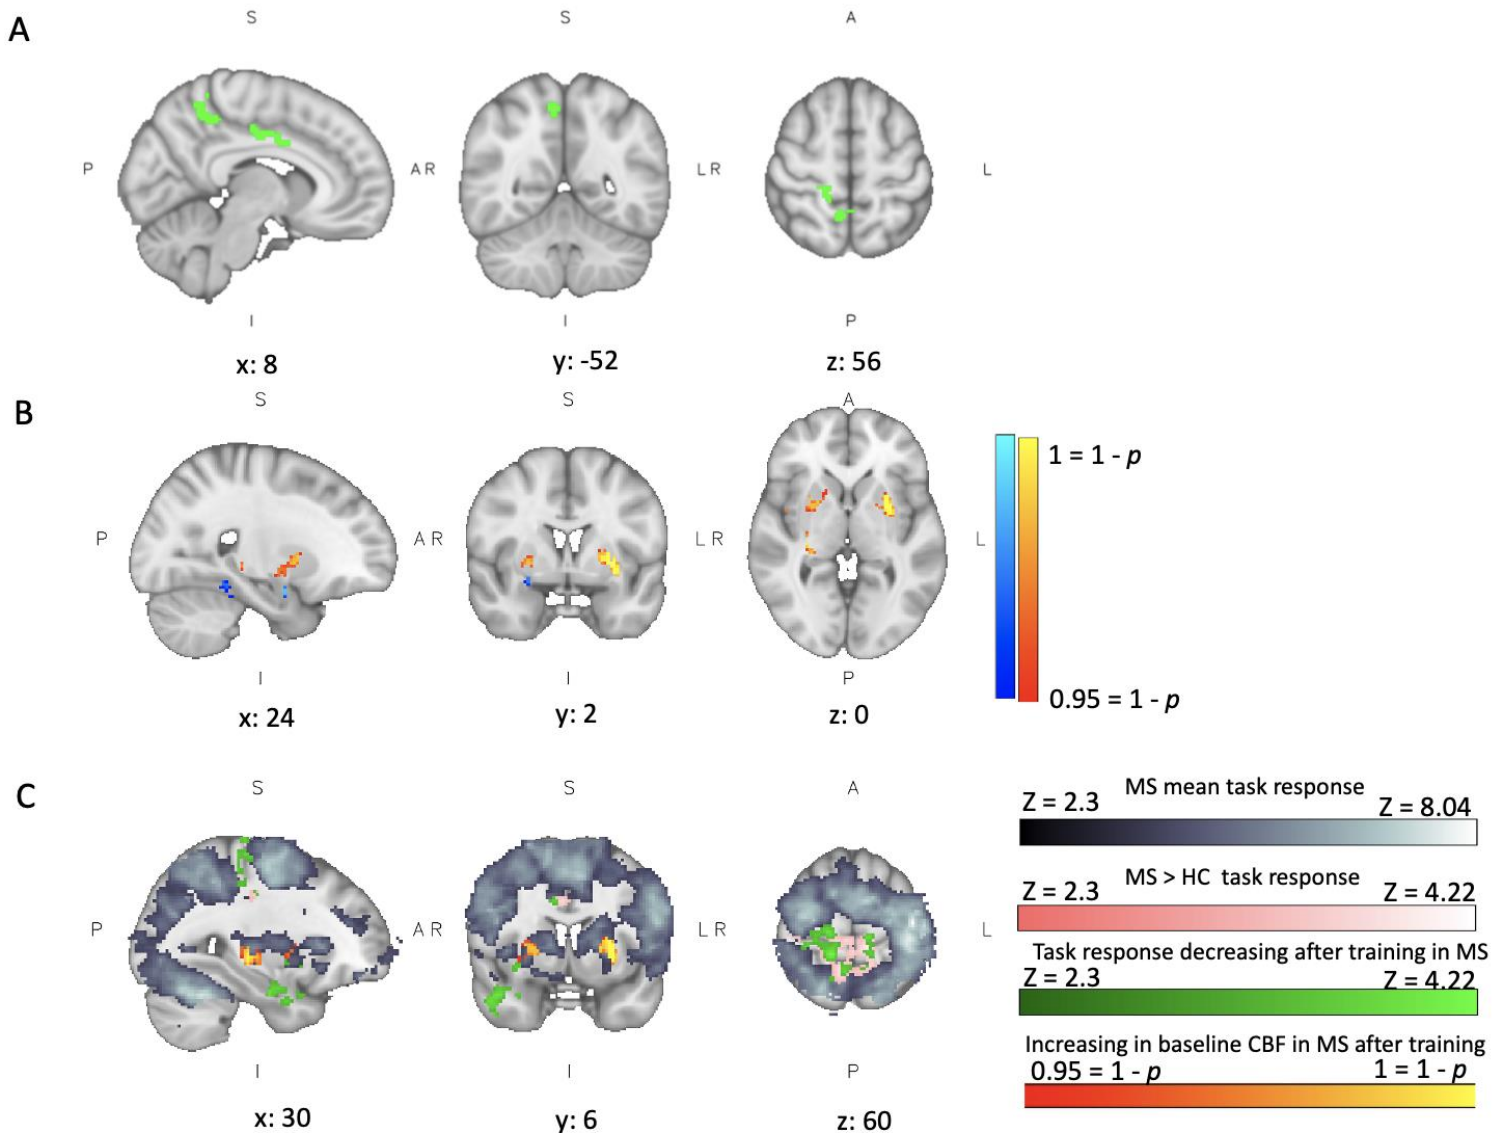 A
S
S
A
P
A R
L R
L
I
I
P
x: 8
y: -52
z: 56
B
S
S
A
P
A R
L R
L
I
I
P
x: 24
y: 2
z: 0
1 = 1 - p
0.95 = 1 - p
C
S
S
A
P
A R
L R
L
I
I
P
x: 30
y: 6
z: 60
MS mean task response
Z = 2.3 Z = 8.04
MS > HC task response
Z = 2.3 Z = 4.22
Task response decreasing after training in MS
Z = 2.3 Z = 4.22
Increasing in baseline CBF in MS after training
0.95 = 1 - p 1 = 1 - p